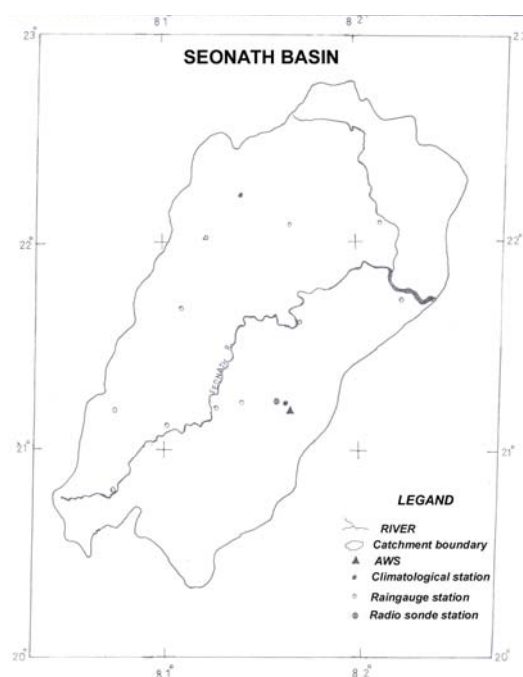 81° 82°
23° 23°
SEONATH BASIN
22° 22°
21° 21°
LEGAND
RIVER
Catchment boundary
AWS
Climatological station
Raingauge station
Radio sonde station
20° 20°
81° 82°